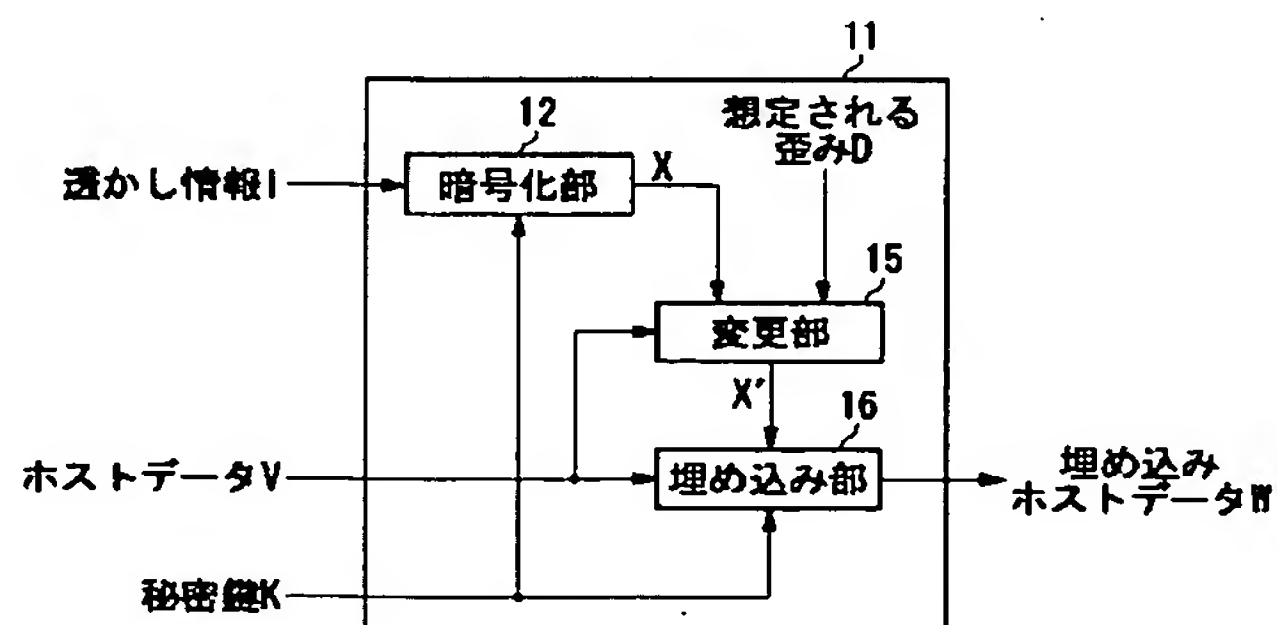 11
12
想定される
歪みD
透かし情報I
暗号化部
X
15
変更部
X´
16
ホストデータV
埋め込み部
埋め込み
ホストデータW
秘密鍵K